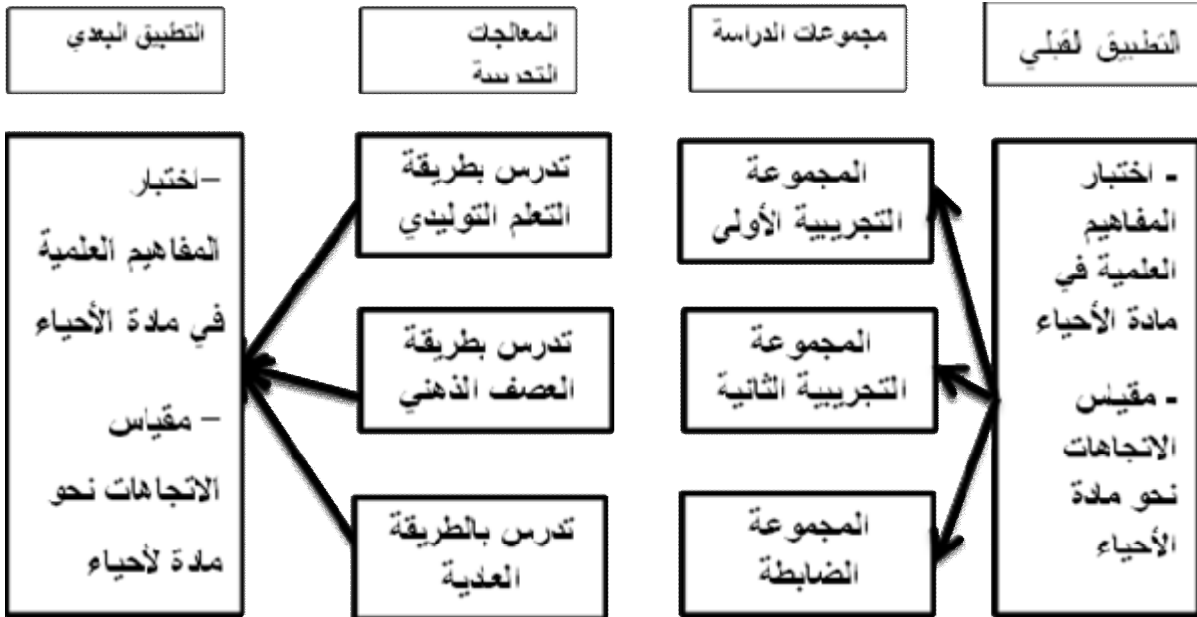 التطبيق لقبلي
مجموعات الدراسة
المعالجات
التجريبية
التطبيق البعدي
- اختبار
المفاهيم
العلمية في
مادة الأحياء
- مقياس
الاتجاهات
نحو مادة
الأحياء
المجموعة
التجريبية الأولى
المجموعة
التجريبية الثانية
المجموعة
الضابطة
تدرس بطريقة
التعلم التوليدي
تدرس بطريقة
العصف الذهني
تدرس بالطريقة
العادية
–اختبار
المفاهيم العلمية
في مادة الأحياء
– مقياس
الاتجاهات نحو
مادة لأحياء